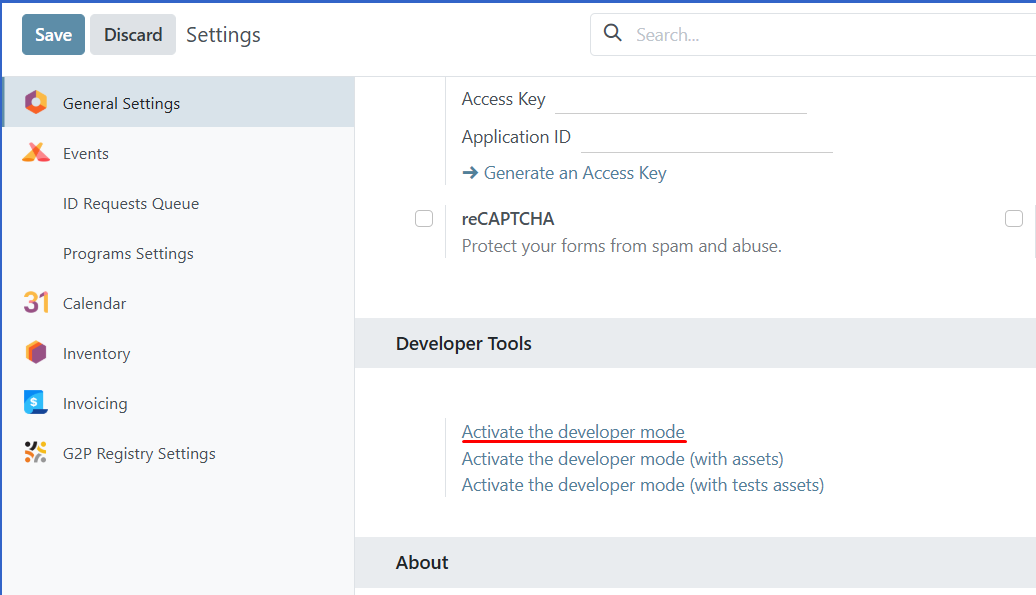 Save Discard Settings
Search...
General Settings
Events
ID Requests Queue
Programs Settings
31 Calendar
Inventory
$ Invoicing
G2P Registry Settings
Access Key
Application ID
→ Generate an Access Key
reCAPTCHA
Protect your forms from spam and abuse.
Developer Tools
Activate the developer mode
Activate the developer mode (with assets)
Activate the developer mode (with tests assets)
About